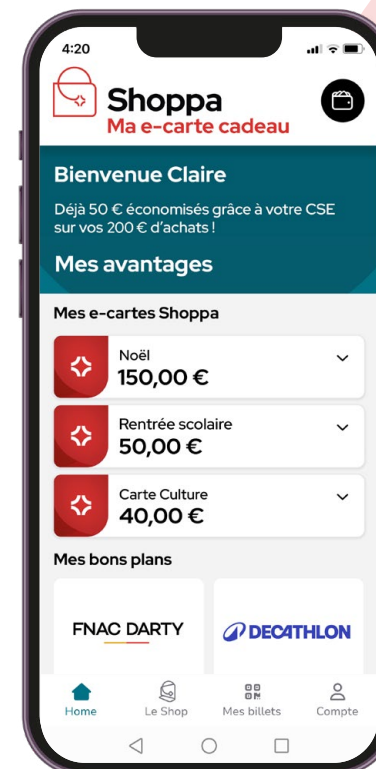 4:20
Shoppa
Ma e-carte cadeau
Bienvenue Claire
Déjà 50 € économisés grâce à votre CSE
sur vos 200 € d'achats !
Mes avantages
Mes e-cartes Shoppa
Noël
150,00 €
Rentrée scolaire
50,00 €
Carte Culture
40,00 €
Mes bons plans
FNAC DARTY
DECATHLON
Home
Le Shop
Mes billets
Compte